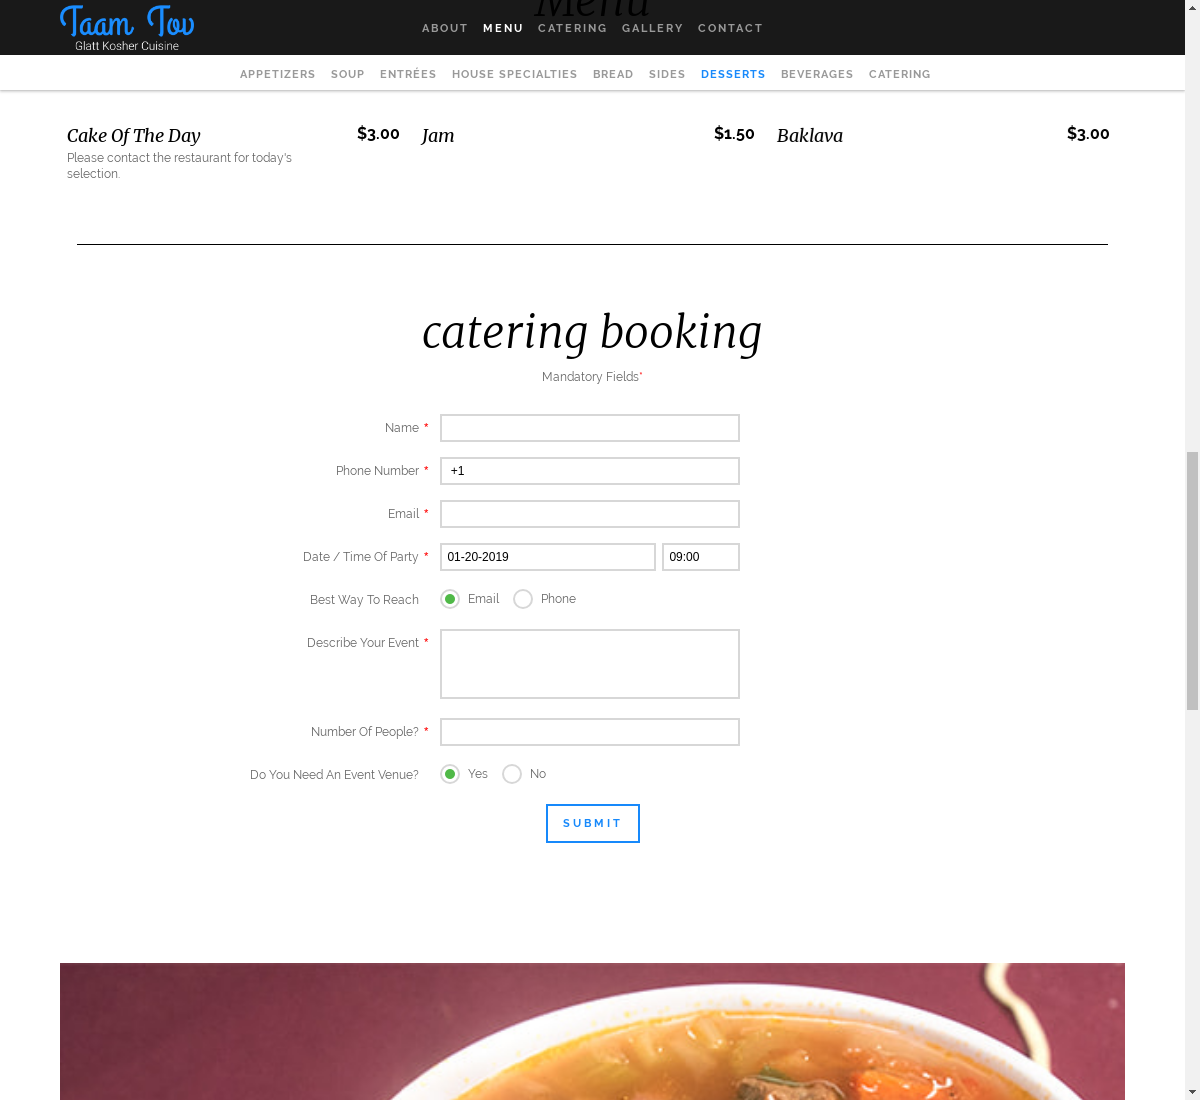 Taam Tov
Glatt Kosher Cuisine
Menu
ABOUT MENU CATERING GALLERY CONTACT
APPETIZERS SOUP ENTRÉES HOUSE SPECIALTIES BREAD SIDES DESSERTS BEVERAGES CATERING
Cake Of The Day $3.00 Jam $1.50 Baklava $3.00
Please contact the restaurant for today's
selection.
catering booking
Mandatory Fields*
Name *
Phone Number * +1
Email *
Date / Time Of Party * 01-20-2019 09:00
Best Way To Reach Email Phone
Describe Your Event *
Number Of People? *
Do You Need An Event Venue? Yes No
SUBMIT